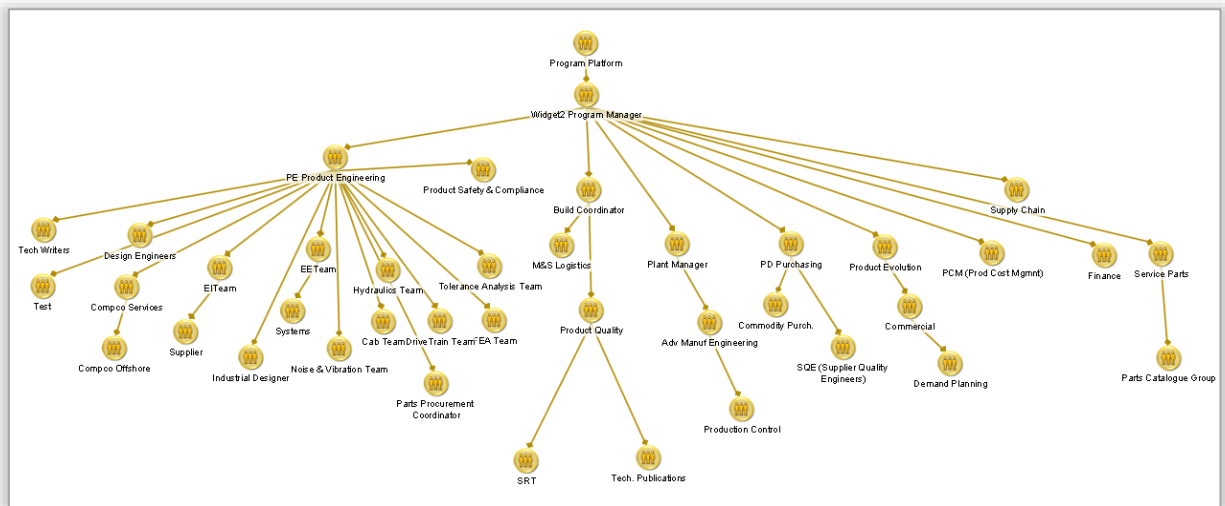 Program Platform
Widget2 Program Manager
PE Product Engineering
Product Safety & Compliance
Build Coordinator
Supply Chain
Tech Writers
Design Engineers
EETeam
M&S Logistics
Plant Manager
PD Purchasing
Product Evolution
PCM (Prod Cost Mgmnt)
Finance
Service Parts
Test
Compco Services
EITeam
Hydraulics Team
Tolerance Analysis Team
Systems
Product Quality
Commodity Purch.
Commercial
Compco Offshore
Supplier
Industrial Designer
Noise & Vibration Team
Cab Team
DriveTrain Team
FEA Team
Adv Manuf Engineering
SQE (Supplier Quality
Engineers)
Demand Planning
Parts Catalogue Group
Parts Procurement
Coordinator
Production Control
SRT
Tech. Publications